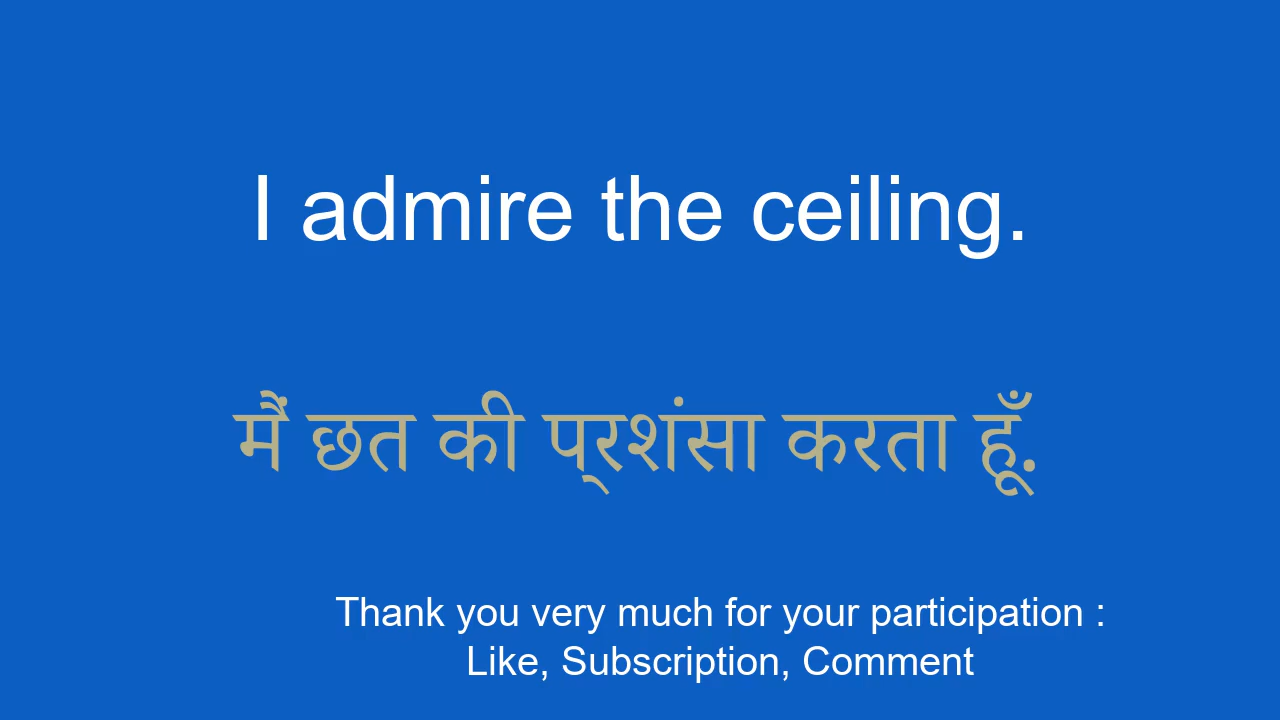 I admire the ceiling.
मैं छत की प्रशंसा करता हूँ.
Thank you very much for your participation :
Like, Subscription, Comment